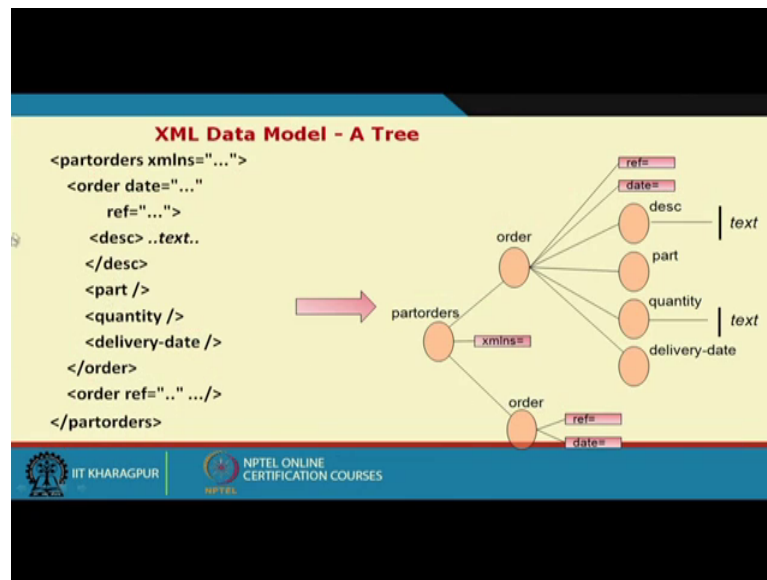 XML Data Model - A Tree
<partorders xmlns="...">
<order date="..."
ref="...">
<desc> ..text..
</desc>
<part />
<quantity />
<delivery-date />
</order>
<order ref=".." .../>
</partorders>
partorders
xmlns=
order
ref=
date=
desc
text
part
quantity
text
delivery-date
order
ref=
date=
IIT KHARAGPUR
NPTEL
NPTEL ONLINE
CERTIFICATION COURSES